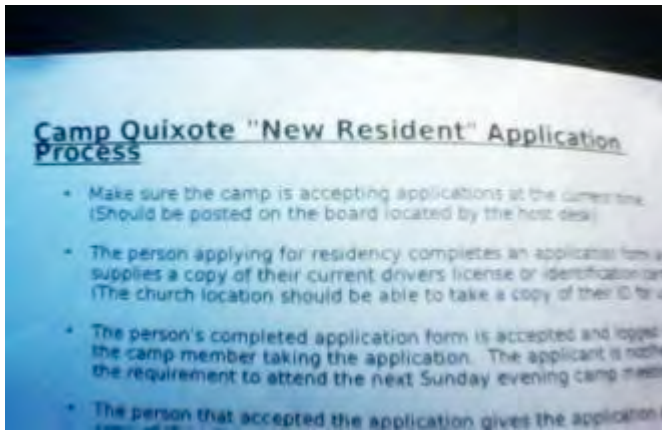 Camp Quixote "New Resident" Application
Process
• Make sure the camp is accepting applications at the current time.
(Should be posted on the board located by the host desk)
• The person applying for residency completes an application form
supplies a copy of their current drivers license or identification
(The church location should be able to take a copy of their ID for
• The person's completed application form is accepted and logged
the camp member taking the application. The applicant is
the requirement to attend the next Sunday evening camp
• The person that accepted the application gives the application